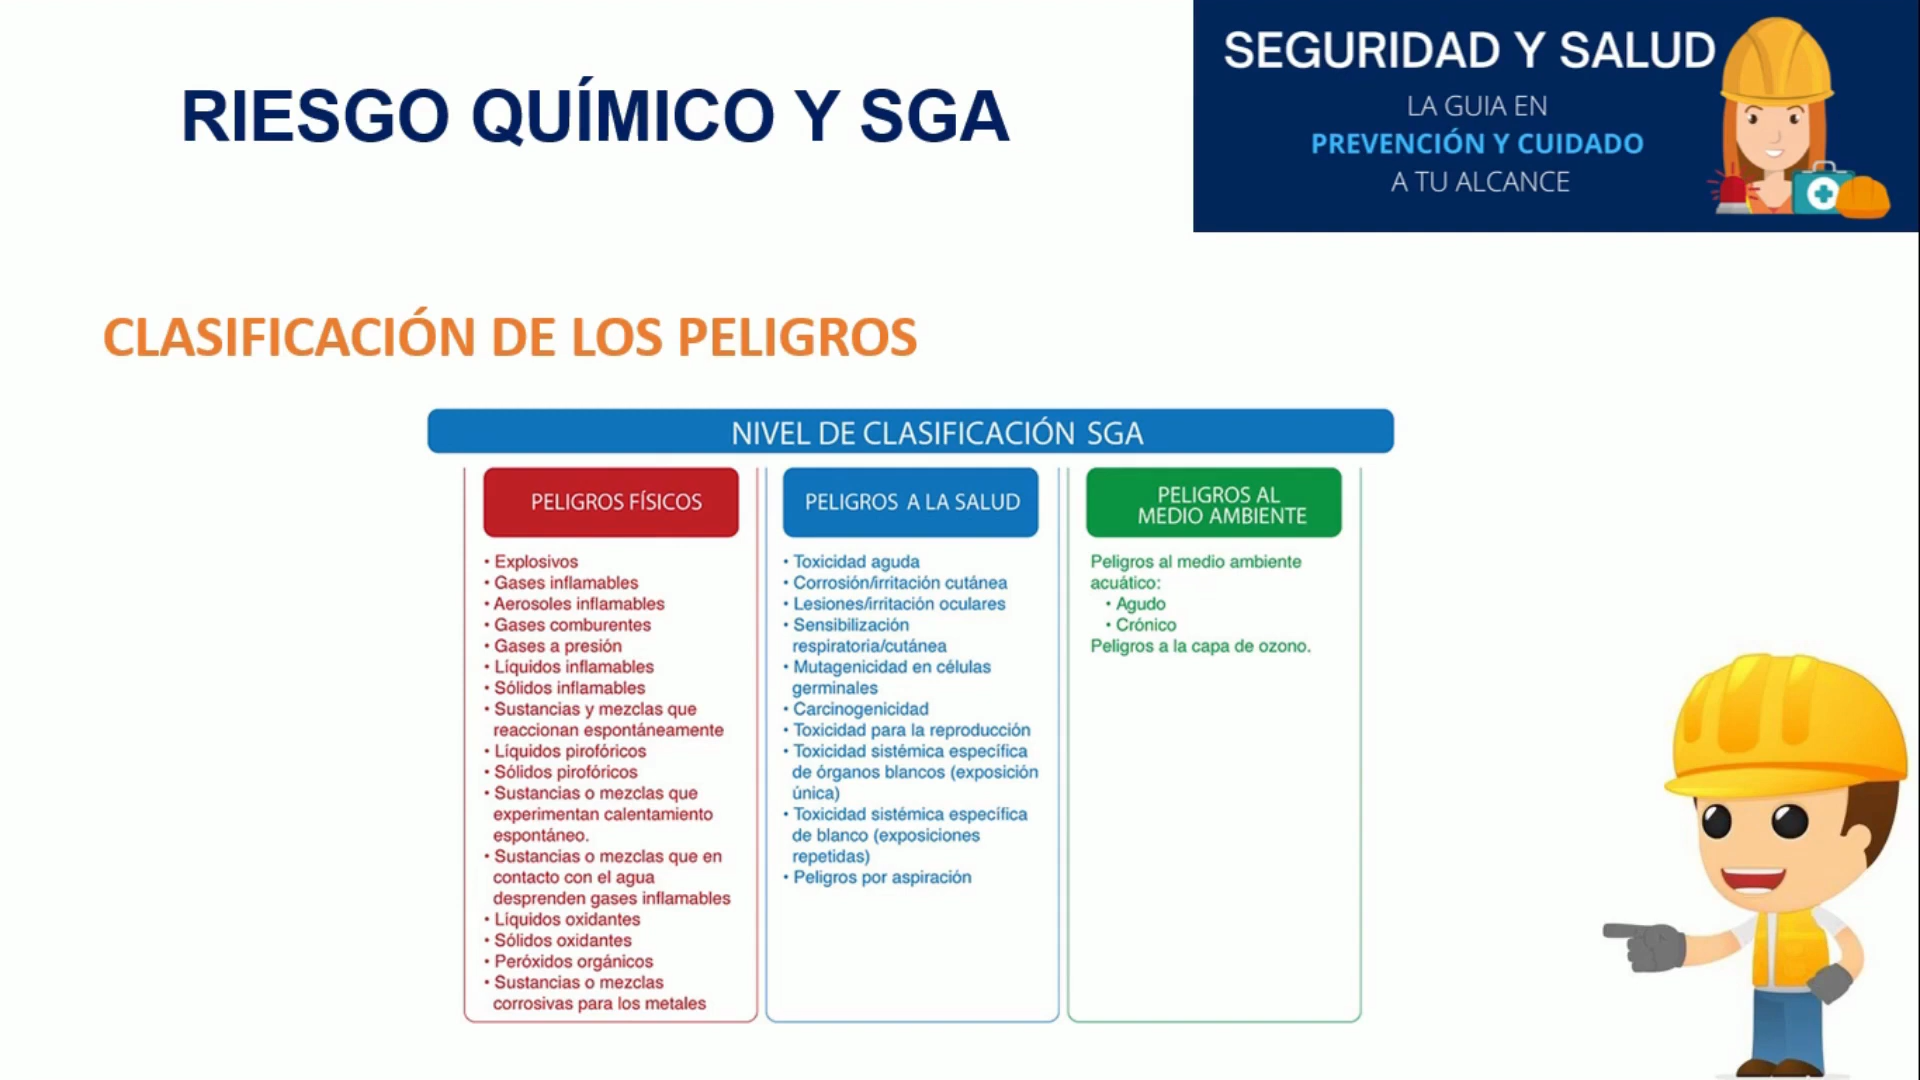 RIESGO QUÍMICO Y SGA
SEGURIDAD Y SALUD
LA GUIA EN
PREVENCIÓN Y CUIDADO
A TU ALCANCE
CLASIFICACIÓN DE LOS PELIGROS
NIVEL DE CLASIFICACIÓN SGA
PELIGROS FÍSICOS
• Explosivos
• Gases inflamables
• Aerosoles inflamables
• Gases comburentes
• Gases a presión
• Líquidos inflamables
• Sólidos inflamables
• Sustancias y mezclas que
reaccionan espontáneamente
• Líquidos pirofóricos
• Sólidos pirofóricos
• Sustancias o mezclas que
experimentan calentamiento
espontáneo.
• Sustancias o mezclas que en
contacto con el agua
desprenden gases inflamables
• Líquidos oxidantes
• Sólidos oxidantes
• Peróxidos orgánicos
• Sustancias o mezclas
corrosivas para los metales
PELIGROS A LA SALUD
• Toxicidad aguda
• Corrosión/irritación cutánea
• Lesiones/irritación oculares
• Sensibilización
respiratoria/cutánea
• Mutagenicidad en células
germinales
• Carcinogenicidad
• Toxicidad para la reproducción
• Toxicidad sistémica específica
de órganos blancos (exposición
única)
• Toxicidad sistémica específica
de blanco (exposiciones
repetidas)
• Peligros por aspiración
PELIGROS AL
MEDIO AMBIENTE
Peligros al medio ambiente
acuático:
• Agudo
• Crónico
Peligros a la capa de ozono.